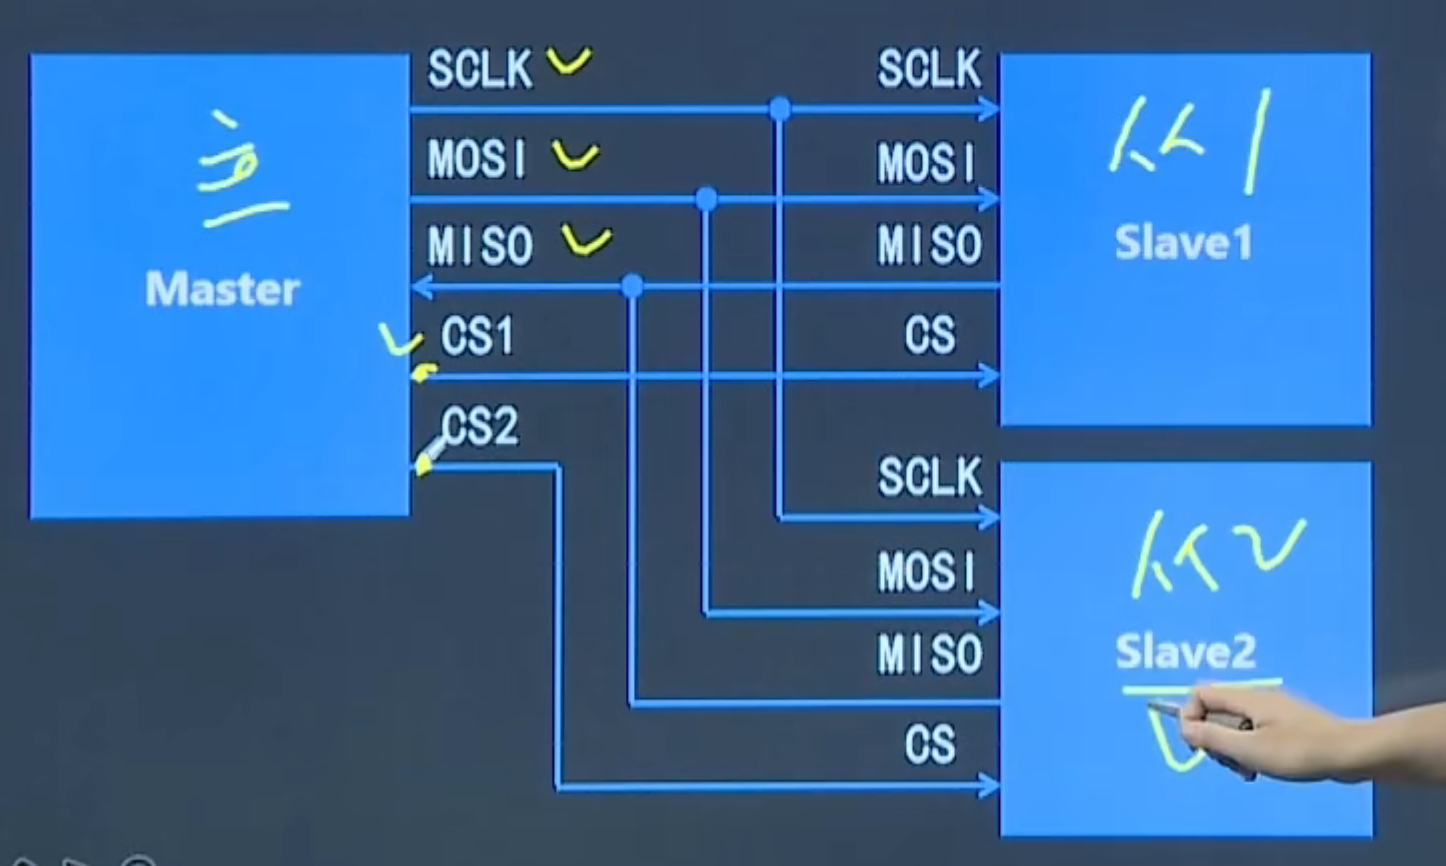 主
Master
SCLK
MOSI
MISO
CS1
CS2
SCLK
MOSI
MISO
CS
从1
Slave1
SCLK
MOSI
MISO
CS
从2
Slave2